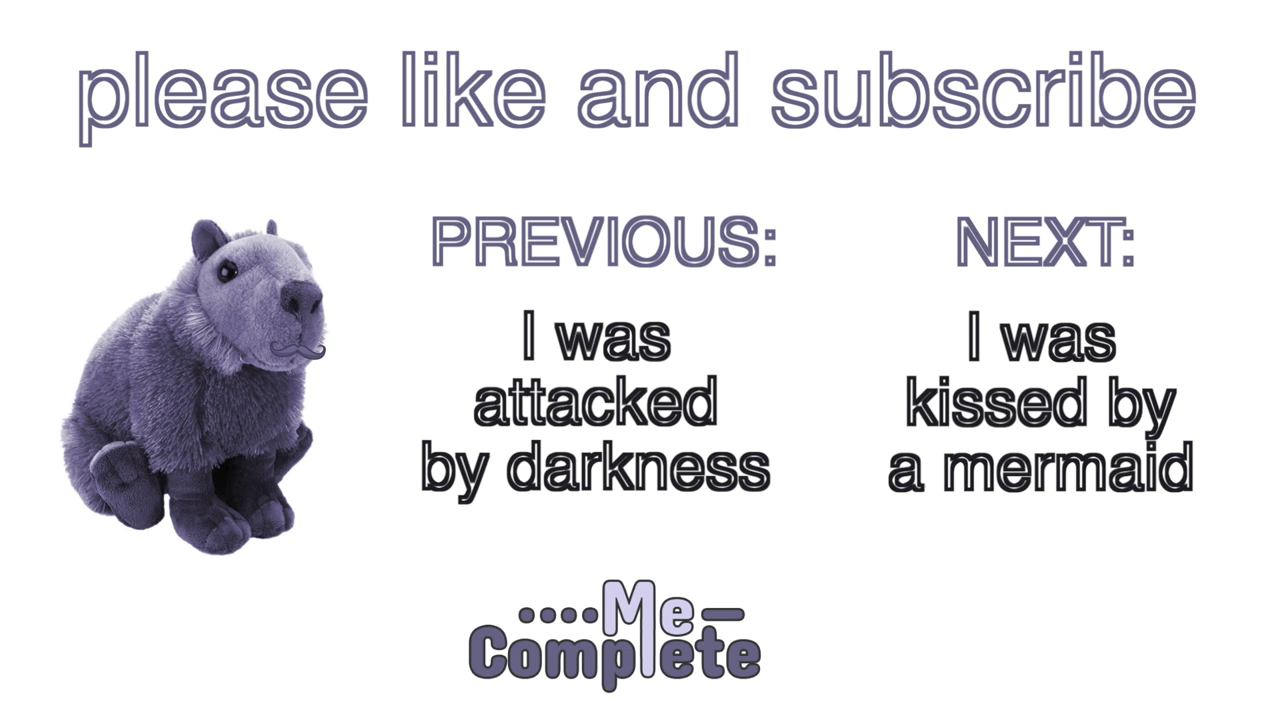 please like and subscribe
PREVIOUS:
I was
attacked
by darkness
NEXT:
I was
kissed by
a mermaid
....Me—
Complete